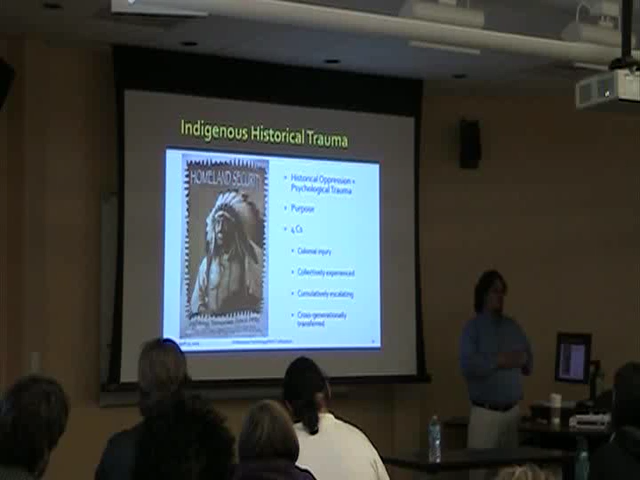 Indigenous Historical Trauma
HOMELAND SECURITY
Historical Oppression +
Psychological Trauma
Purpose
4 Cs
Colonial injury
Collectively experienced
Cumulatively escalating
Cross-generationally
transferred